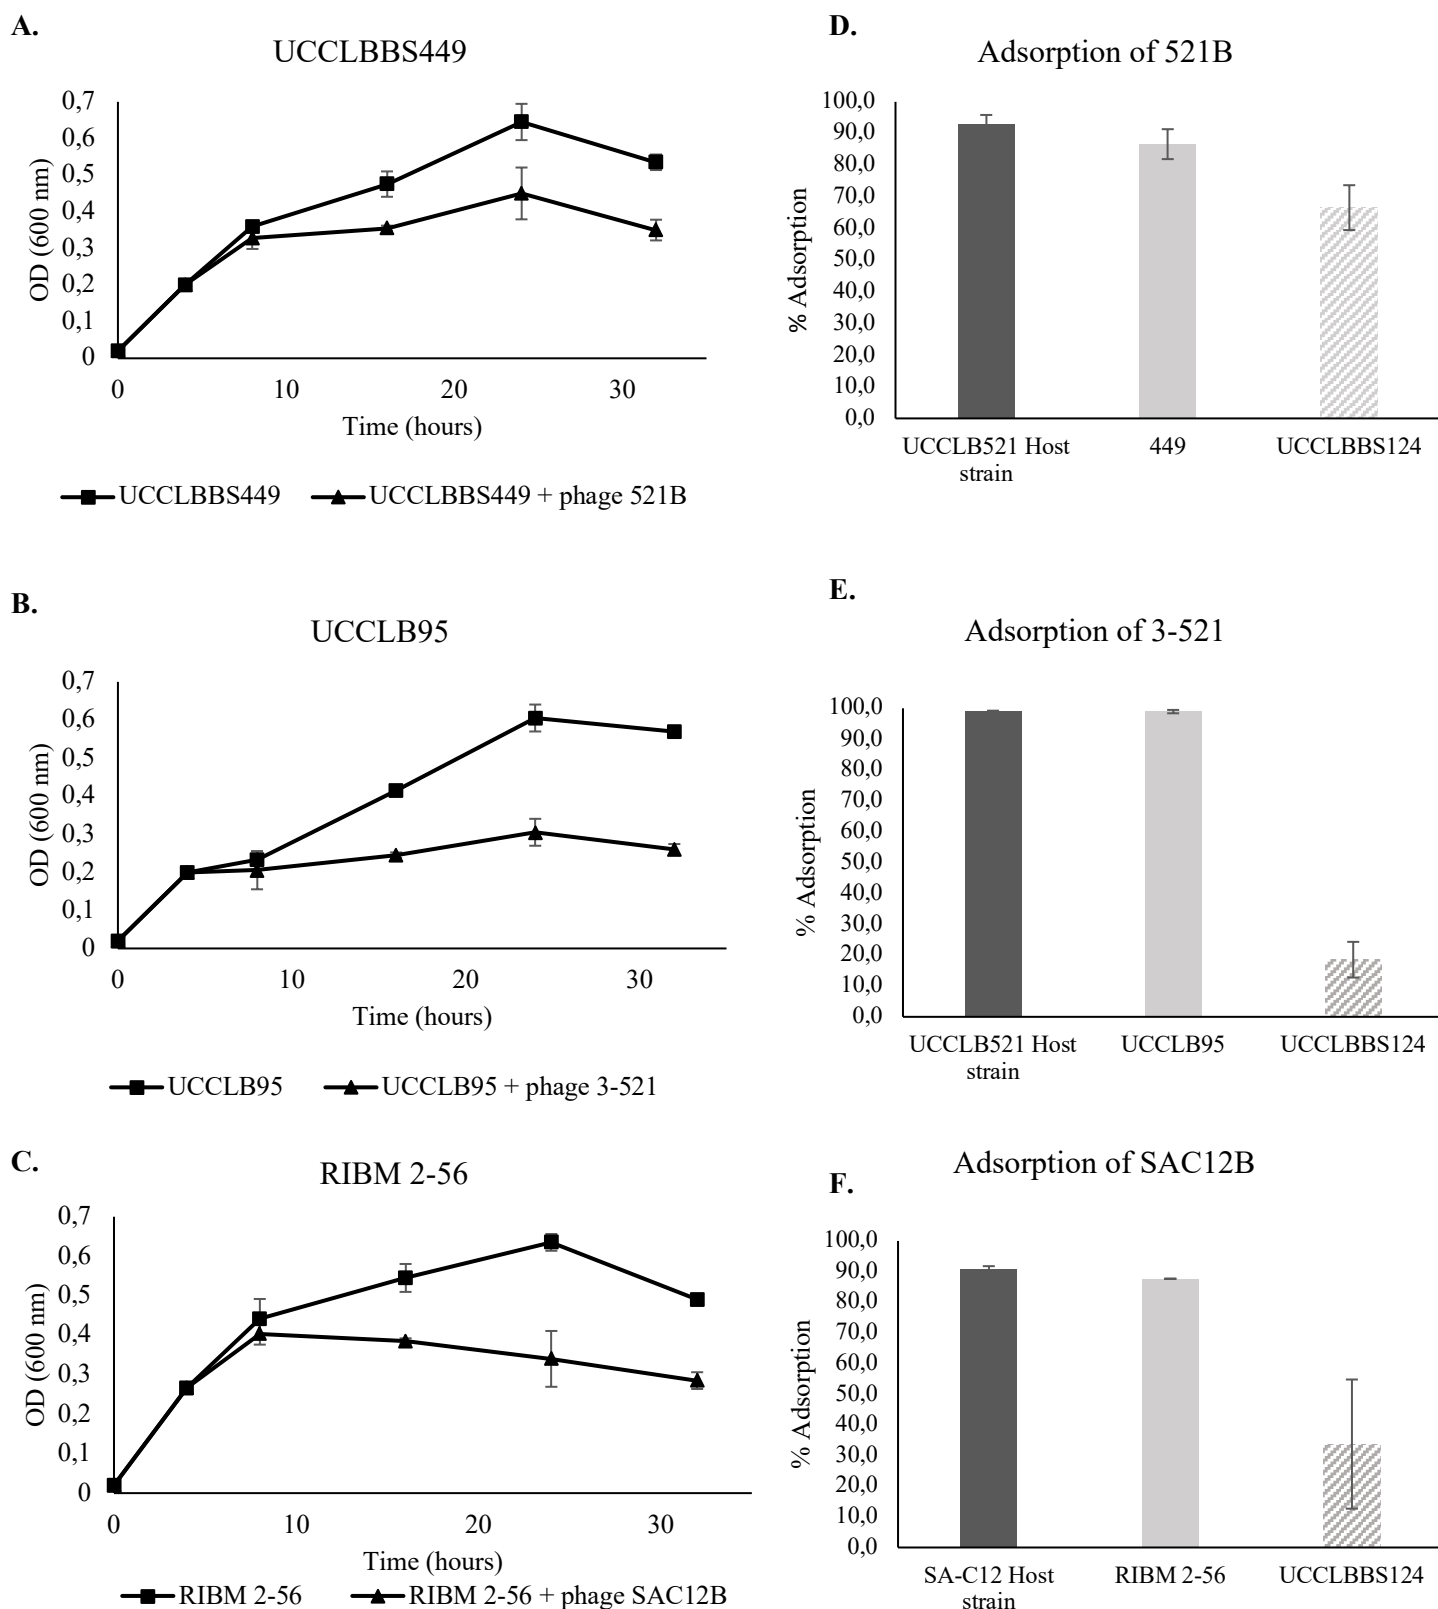 A.
UCCLBBS449
0,7
0,6
0,5
0,4
0,3
0,2
0,1
0
OD (600 nm)
0 10 20 30
Time (hours)
UCCLBBS449 UCCLBBS449 + phage 521B
D.
Adsorption of 521B
100,0
90,0
80,0
70,0
60,0
50,0
40,0
30,0
20,0
10,0
0,0
% Adsorption
UCCLB521 Host strain 449 UCCLBBS124
B.
UCCLB95
0,7
0,6
0,5
0,4
0,3
0,2
0,1
0
OD (600 nm)
0 10 20 30
Time (hours)
UCCLB95 UCCLB95 + phage 3-521
E.
Adsorption of 3-521
100,0
90,0
80,0
70,0
60,0
50,0
40,0
30,0
20,0
10,0
0,0
% Adsorption
UCCLB521 Host strain UCCLB95 UCCLBBS124
C.
RIBM 2-56
0,7
0,6
0,5
0,4
0,3
0,2
0,1
0
OD (600 nm)
0 10 20 30
Time (hours)
RIBM 2-56 RIBM 2-56 + phage SAC12B
F.
Adsorption of SAC12B
100,0
90,0
80,0
70,0
60,0
50,0
40,0
30,0
20,0
10,0
0,0
% Adsorption
SA-C12 Host strain RIBM 2-56 UCCLBBS124